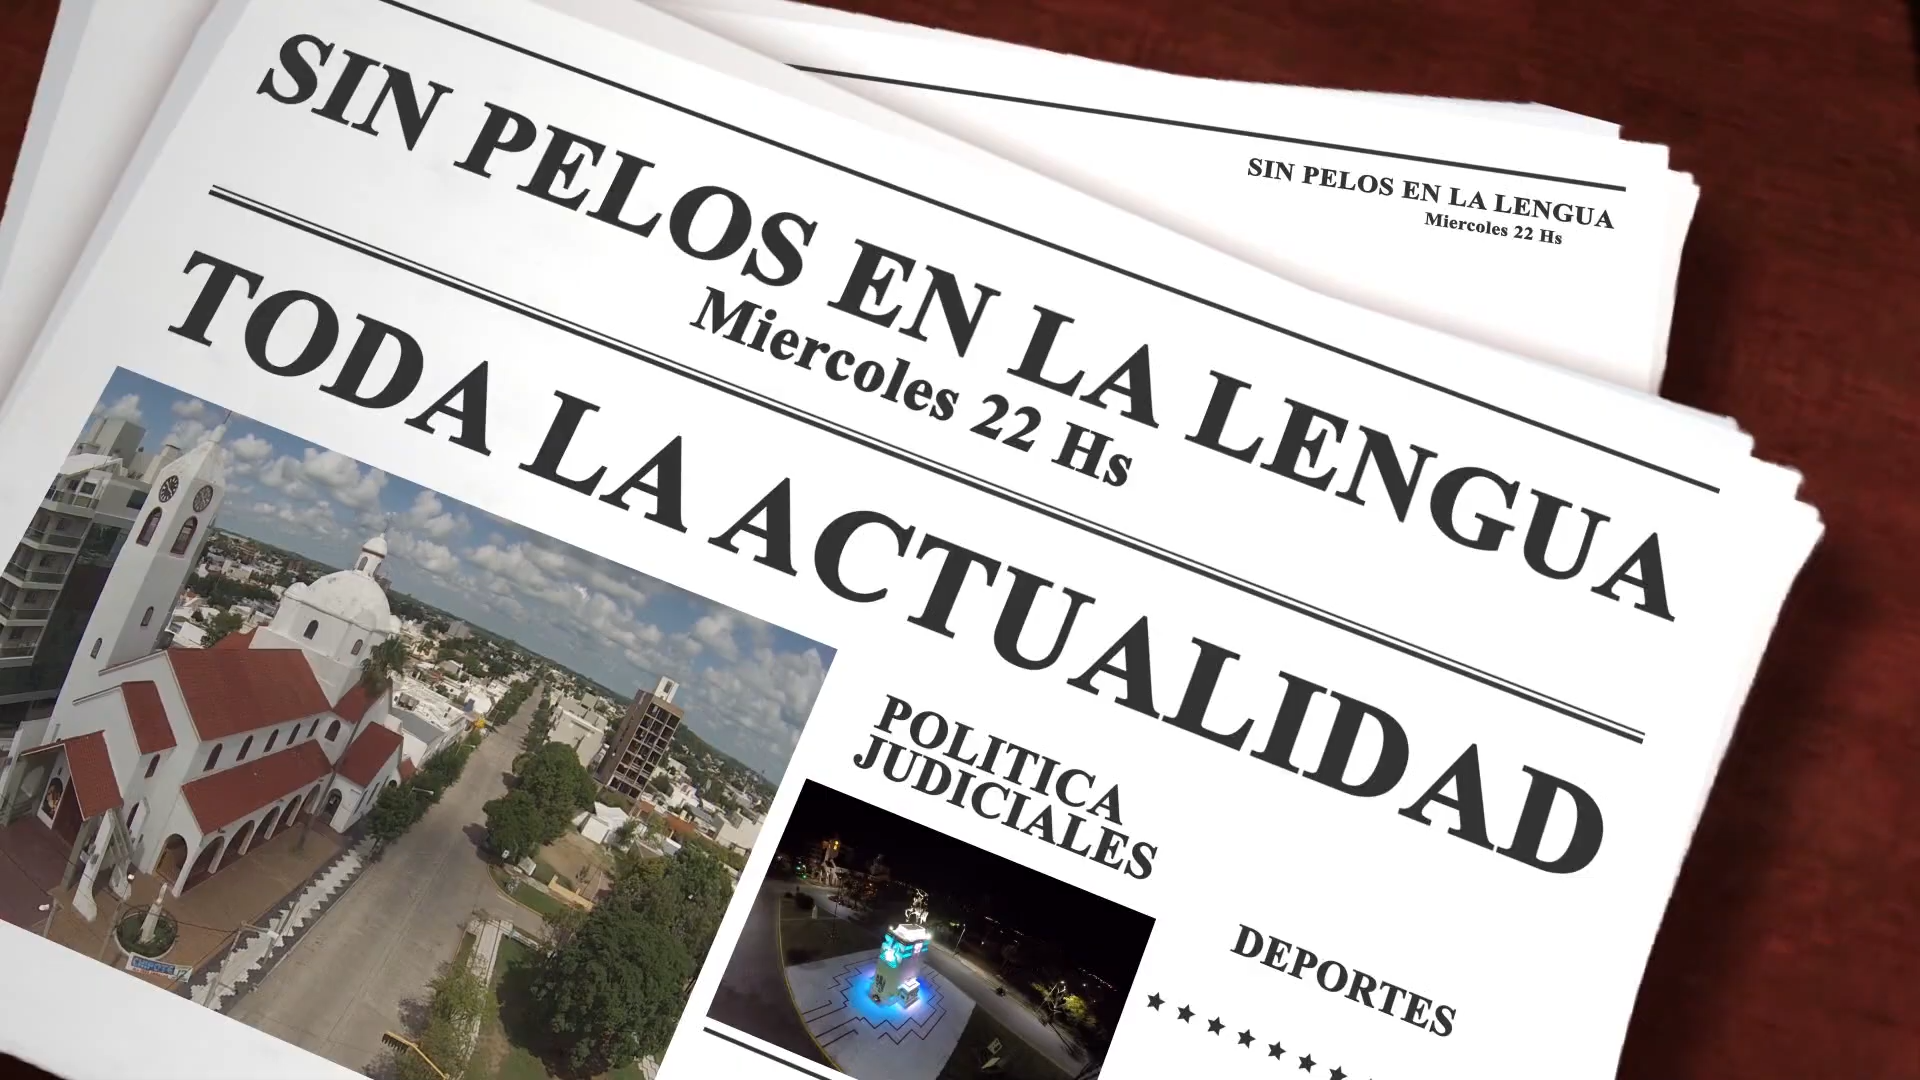 SIN PELOS EN LA LENGUA
Miercoles 22 Hs
SIN PELOS EN LA LENGUA
Miercoles 22 Hs
TODA LA ACTUALIDAD
POLITICA
JUDICIALES
DEPORTES